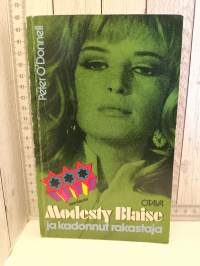 Peter O'Donnell
OTAVA
Modesty Blaise
ja kadonnut rakastaja